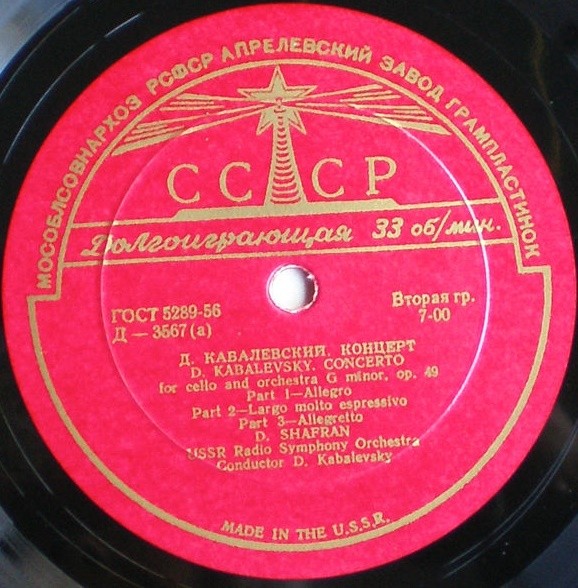 МОСОБЛСОВНАРХОЗ РСФСР АПРЕЛЕВСКИЙ ЗАВОД ГРАМПЛАСТИНОК
СССР
Долгоиграющая 33 об/мин.
ГОСТ 5289-56
Д — 3567 (а)
Вторая гр.
7-00
Д. КАБАЛЕВСКИЙ. КОНЦЕРТ
D. KABALEVSKY. CONCERTO
for cello and orchestra G minor, op. 49
Part 1—Allegro
Part 2—Largo molto espressivo
Part 3—Allegretto
D. SHAFRAN
USSR Radio Symphony Orchestra
Conductor D. Kabalevsky
MADE IN THE U.S.S.R.